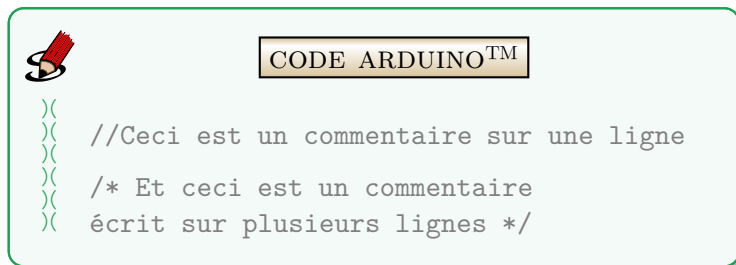 CODE ARDUINO™
//Ceci est un commentaire sur une ligne
/* Et ceci est un commentaire
écrit sur plusieurs lignes */